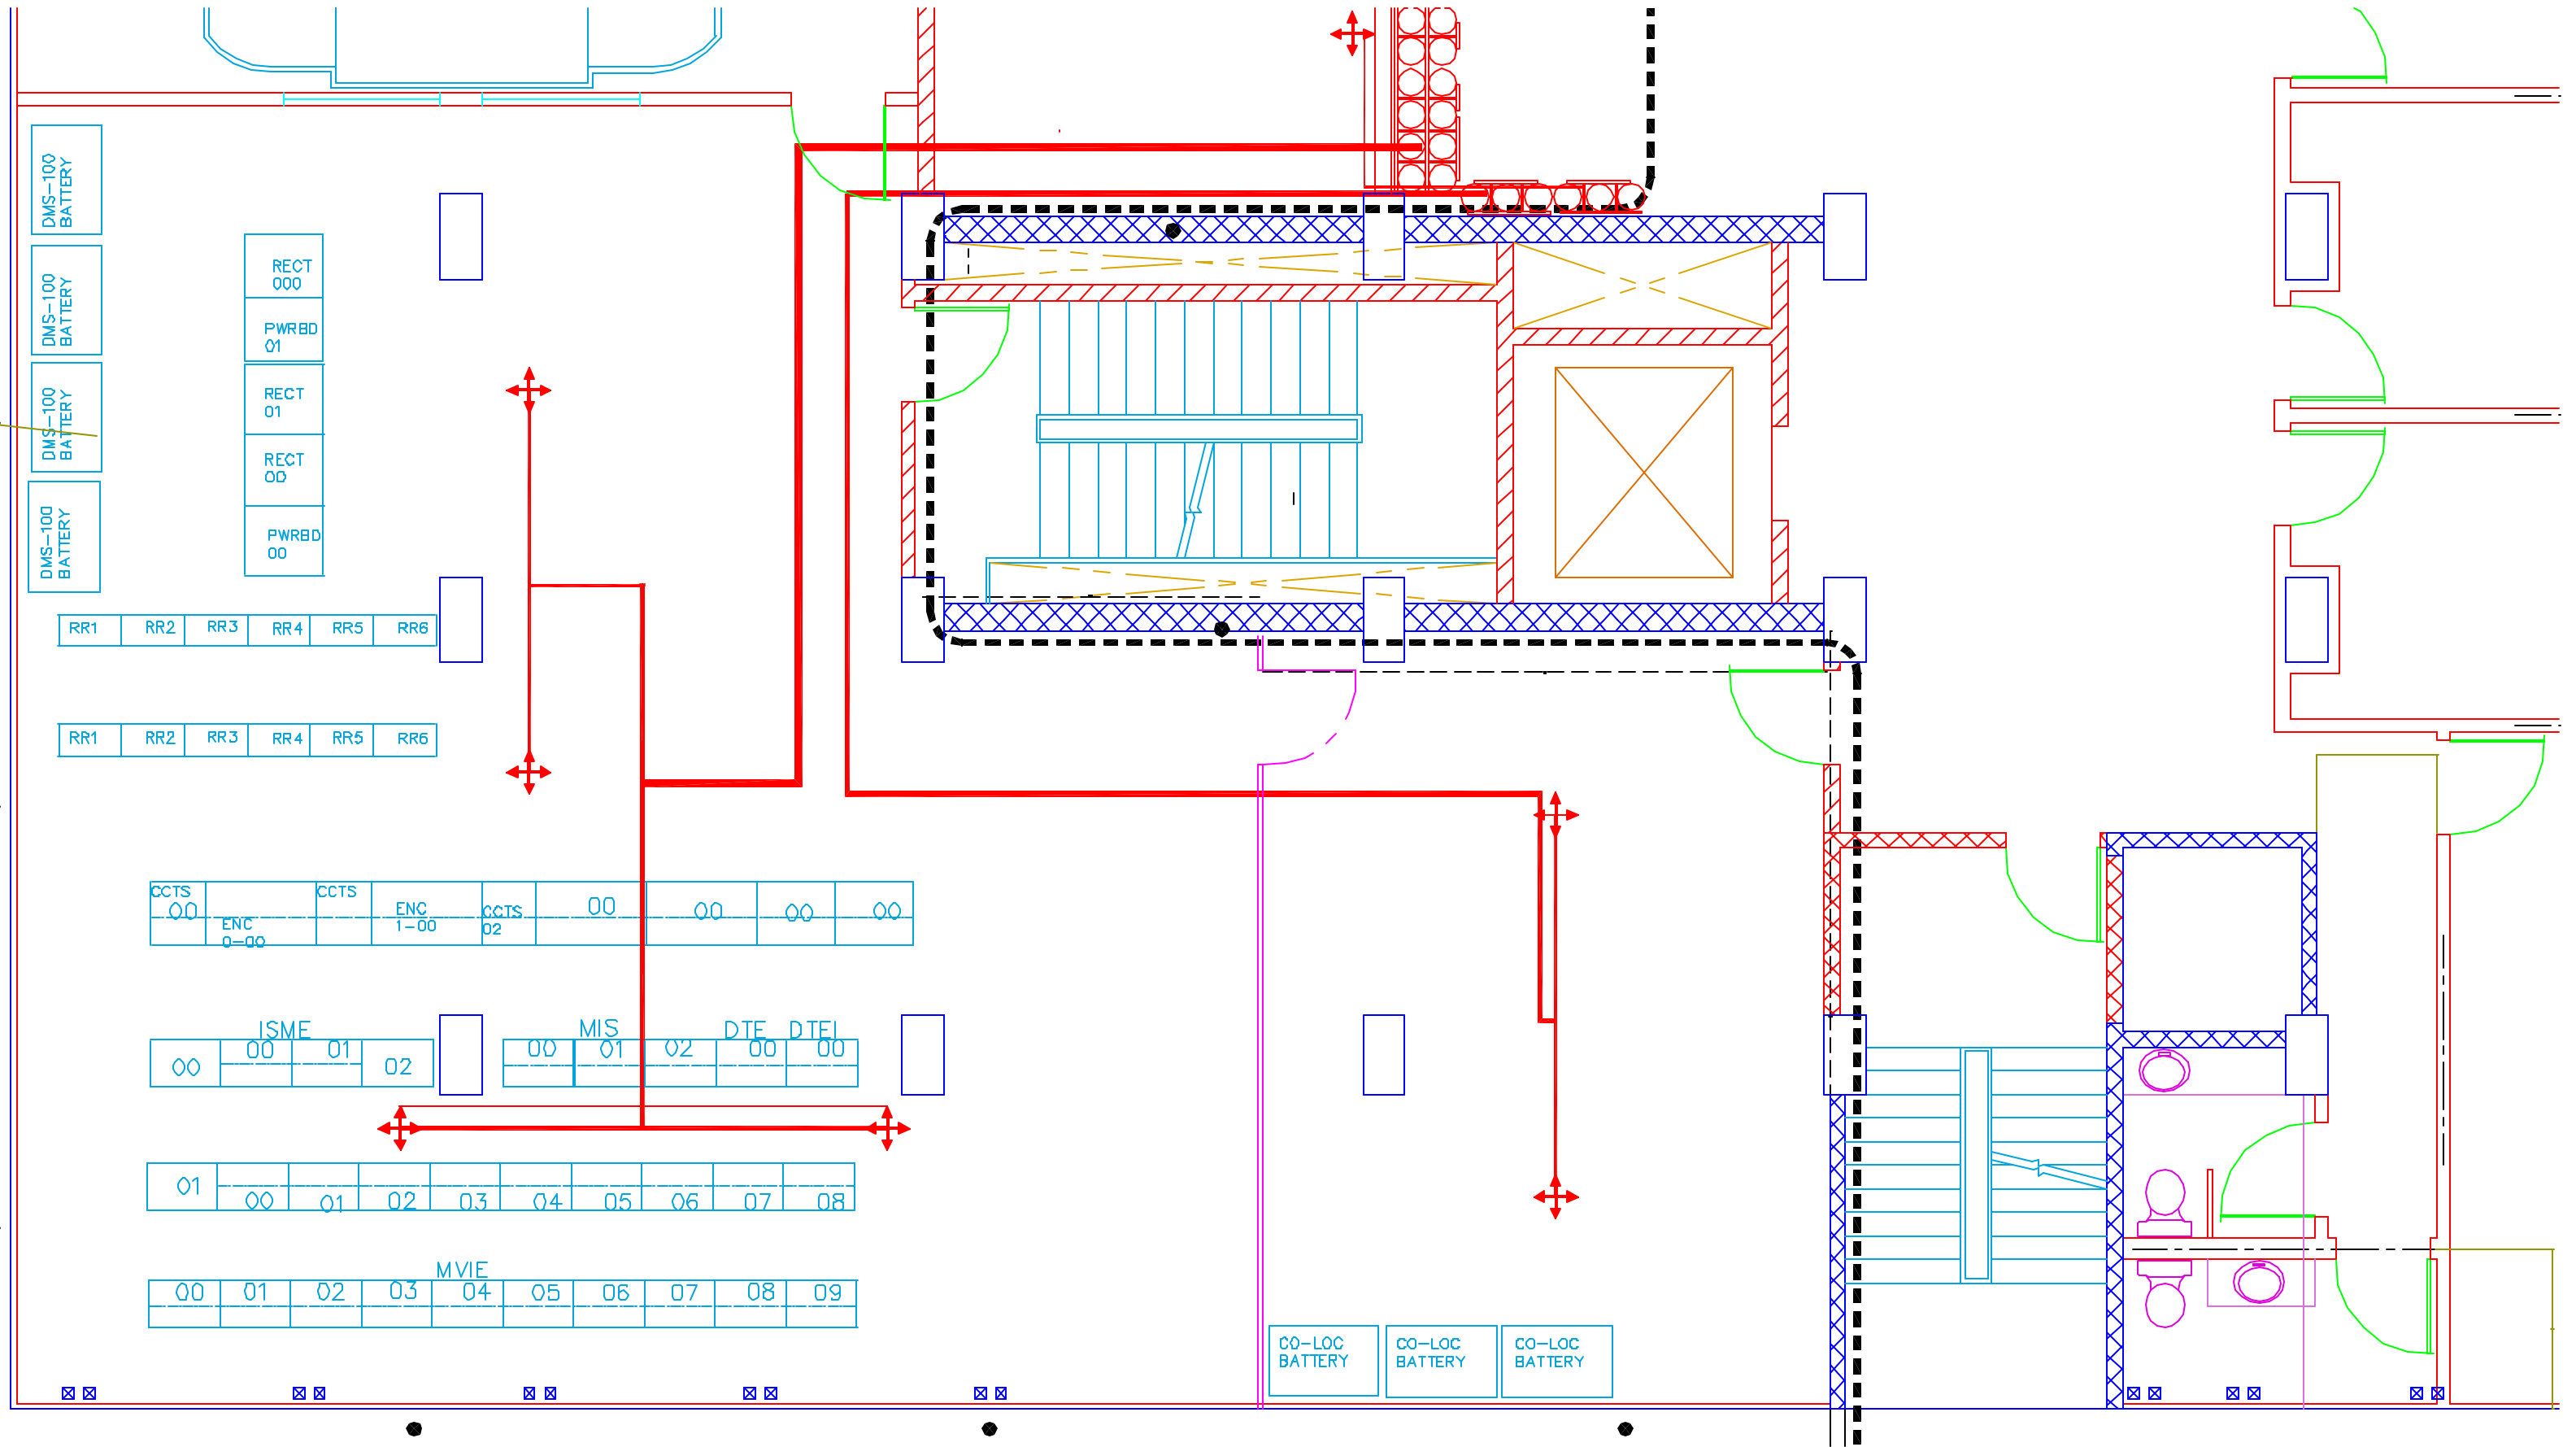 DMS-100
BATTERY
DMS-100
BATTERY
DMS-100
BATTERY
DMS-100
BATTERY
RECT
000
PWRBD
01
RECT
01
RECT
00
PWRBD
00
RR1 RR2 RR3 RR4 RR5 RR6
RR1 RR2 RR3 RR4 RR5 RR6
CCTS
00
ENC
0-00
CCTS
ENC
1-00
CCTS
02
00 00 00 00
ISME
00 00 01 02
MIS DTE DTEI
00 01 02 00 00
01 00 01 02 03 04 05 06 07 08
MVIE
00 01 02 03 04 05 06 07 08 09
CO-LOC
BATTERY
CO-LOC
BATTERY
CO-LOC
BATTERY